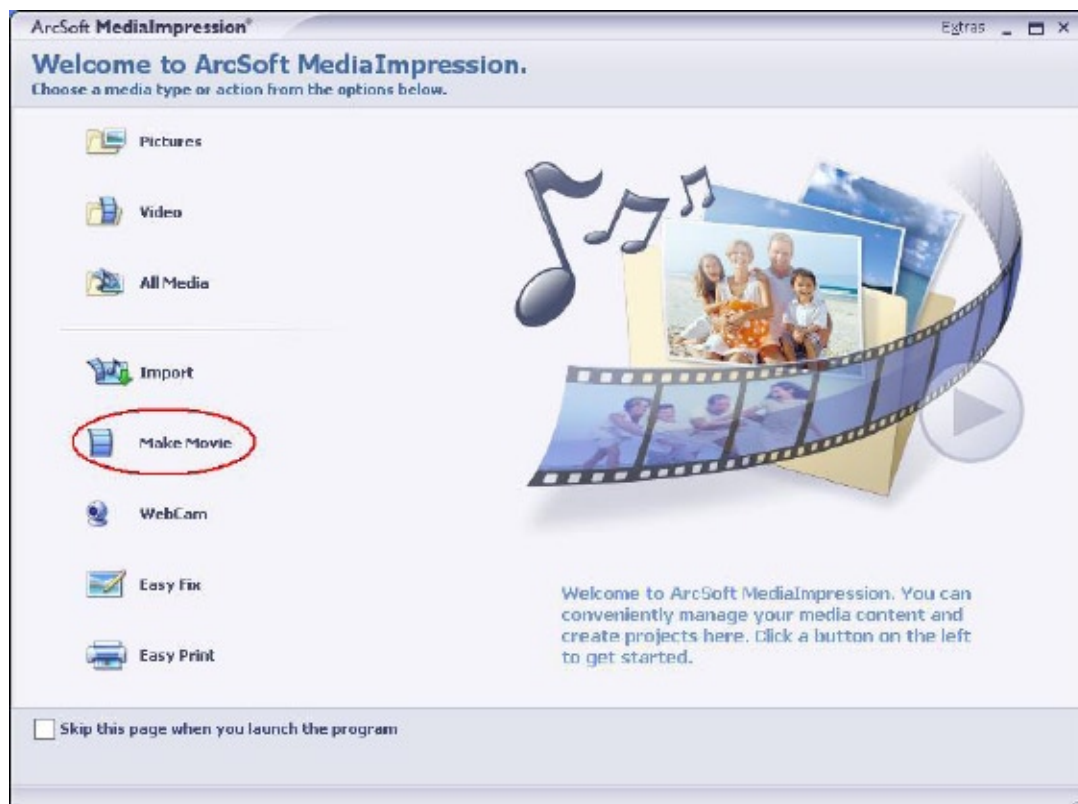 ArcSoft MediaImpression®
Extras
Welcome to ArcSoft MediaImpression.
Choose a media type or action from the options below.
Pictures
Video
All Media
Import
Make Movie
WebCam
Easy Fix
Easy Print
Welcome to ArcSoft MediaImpression. You can
conveniently manage your media content and
create projects here. Click a button on the left
to get started.
Skip this page when you launch the program